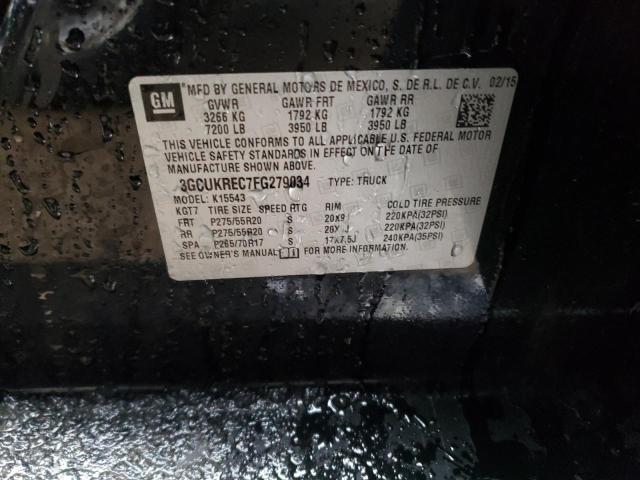 GM
MFD BY GENERAL MOTORS DE MEXICO, S. DE R.L. DE C.V. 02/15
GVWR GAWR FRT GAWR RR
3266 KG 1792 KG 1792 KG
7200 LB 3950 LB 3950 LB
THIS VEHICLE CONFORMS TO ALL APPLICABLE U.S. FEDERAL MOTOR
VEHICLE SAFETY STANDARDS IN EFFECT ON THE DATE OF
MANUFACTURE SHOWN ABOVE.
3GCUKREC7FG279034 TYPE: TRUCK
MODEL: K15543
KGT7 TIRE SIZE SPEED RTG RIM COLD TIRE PRESSURE
FRT P275/55R20 S 20X9 220KPA(32PSI)
RR P275/55R20 S J 220KPA(32PSI)
SPA P265/70R17 S 17X7.5J 240KPA(35PSI)
SEE OWNER'S MANUAL FOR MORE INFORMATION.